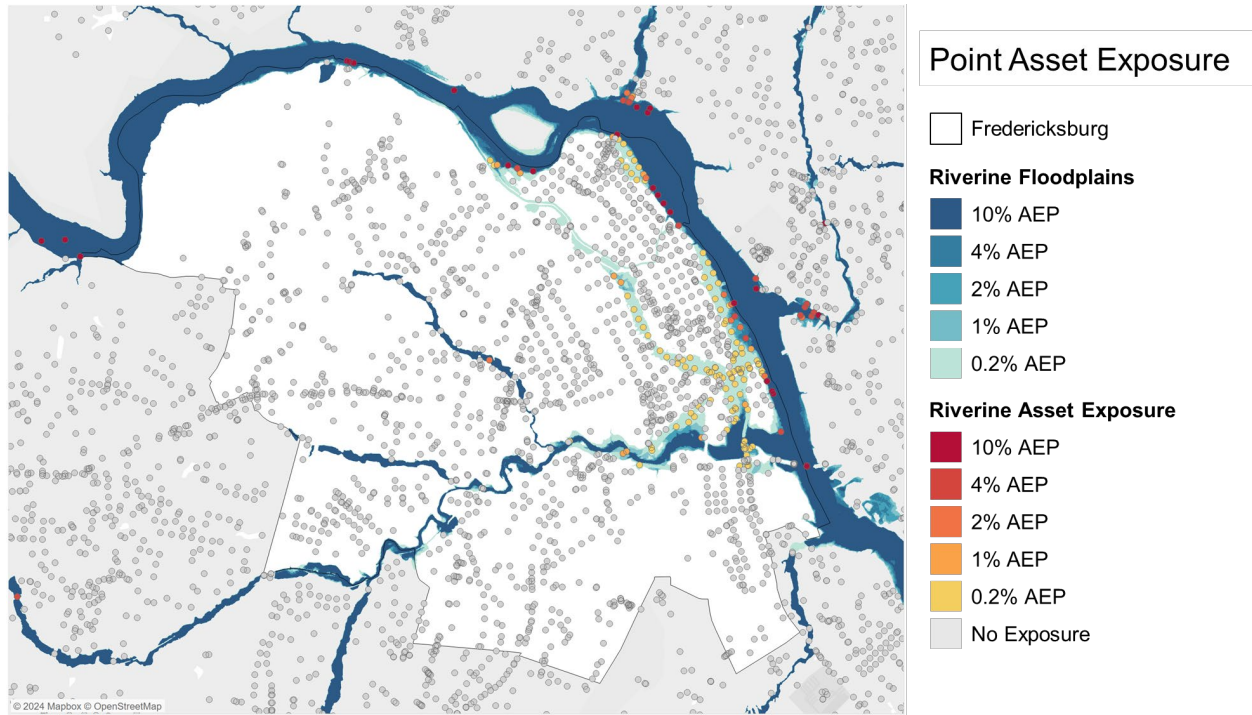 Point Asset Exposure
Fredericksburg
Riverine Floodplains
10% AEP
4% AEP
2% AEP
1% AEP
0.2% AEP
Riverine Asset Exposure
10% AEP
4% AEP
2% AEP
1% AEP
0.2% AEP
No Exposure
© 2024 Mapbox © OpenStreetMap